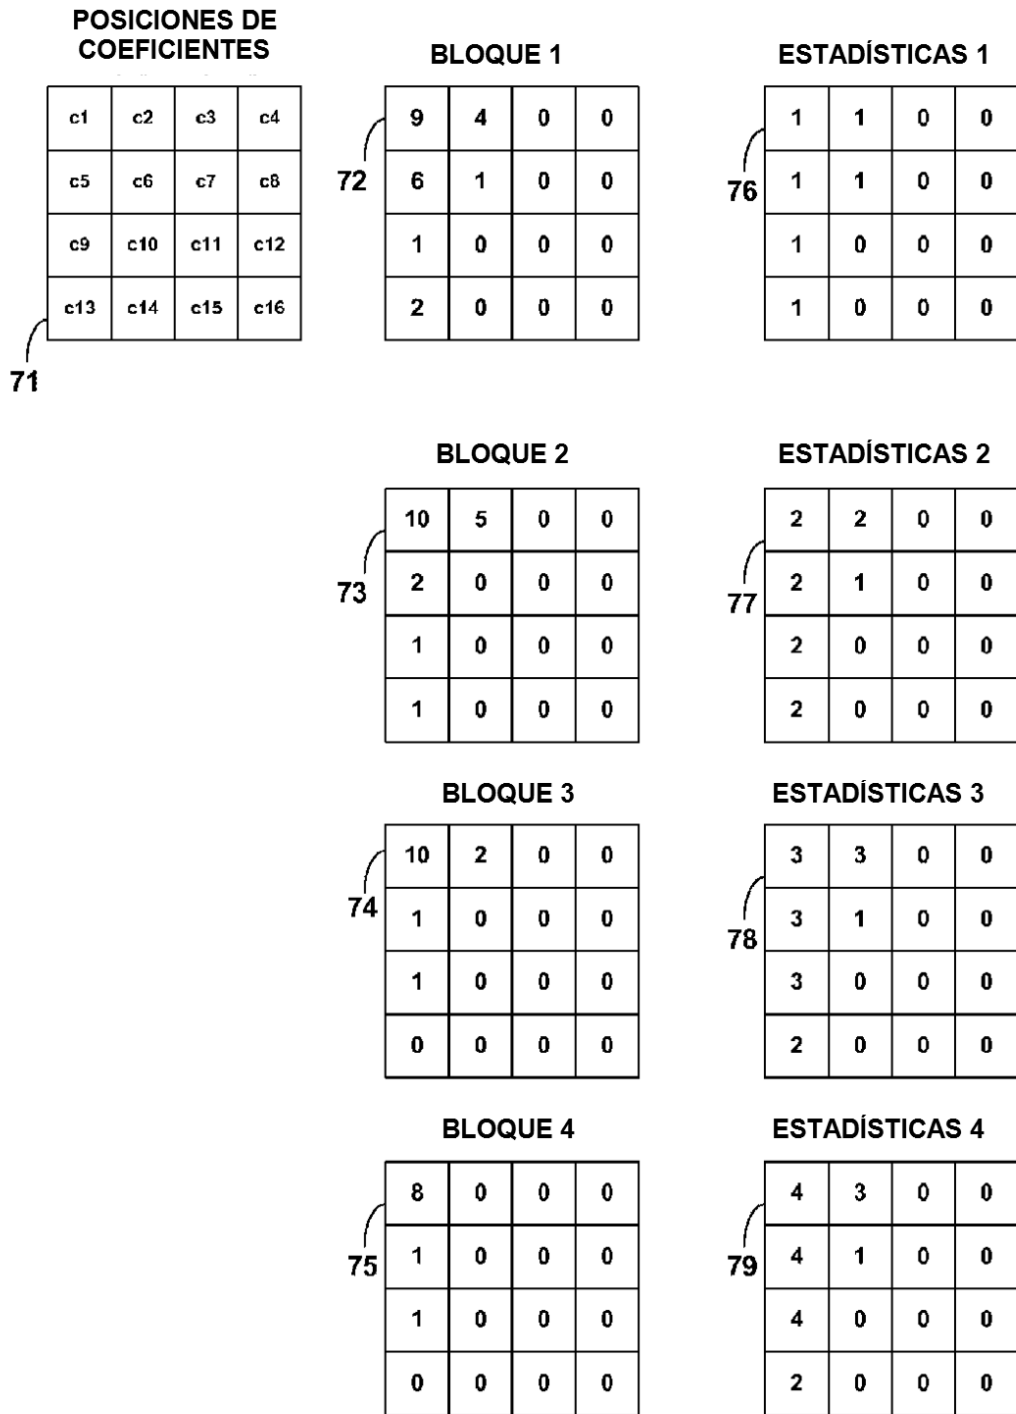 POSICIONES DE
COEFICIENTES
BLOQUE 1
ESTADÍSTICAS 1
c1 c2 c3 c4
c5 c6 c7 c8
c9 c10 c11 c12
c13 c14 c15 c16
71
9 4 0 0
6 1 0 0
1 0 0 0
2 0 0 0
72
1 1 0 0
1 1 0 0
1 0 0 0
1 0 0 0
76
BLOQUE 2
ESTADÍSTICAS 2
10 5 0 0
2 0 0 0
1 0 0 0
1 0 0 0
73
2 2 0 0
2 1 0 0
2 0 0 0
2 0 0 0
77
BLOQUE 3
ESTADÍSTICAS 3
10 2 0 0
1 0 0 0
1 0 0 0
0 0 0 0
74
3 3 0 0
3 1 0 0
3 0 0 0
2 0 0 0
78
BLOQUE 4
ESTADÍSTICAS 4
8 0 0 0
1 0 0 0
1 0 0 0
0 0 0 0
75
4 3 0 0
4 1 0 0
4 0 0 0
2 0 0 0
79